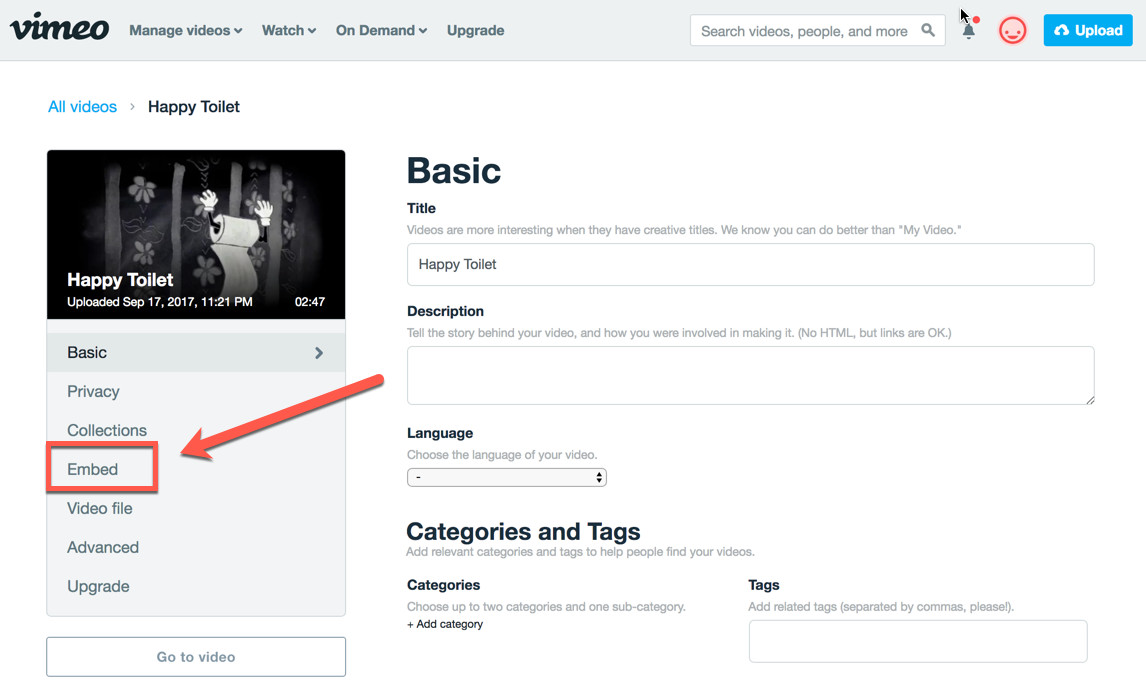 vimeo
Manage videos Watch On Demand Upgrade
Search videos, people, and more
Upload
All videos > Happy Toilet
Happy Toilet
Uploaded Sep 17, 2017, 11:21 PM 02:47
Basic
Privacy
Collections
Embed
Video file
Advanced
Upgrade
Go to video
Basic
Title
Videos are more interesting when they have creative titles. We know you can do better than "My Video."
Happy Toilet
Description
Tell the story behind your video, and how you were involved in making it. (No HTML, but links are OK.)
Language
Choose the language of your video.
-
Categories and Tags
Add relevant categories and tags to help people find your videos.
Categories
Choose up to two categories and one sub-category.
+ Add category
Tags
Add related tags (separated by commas, please!).